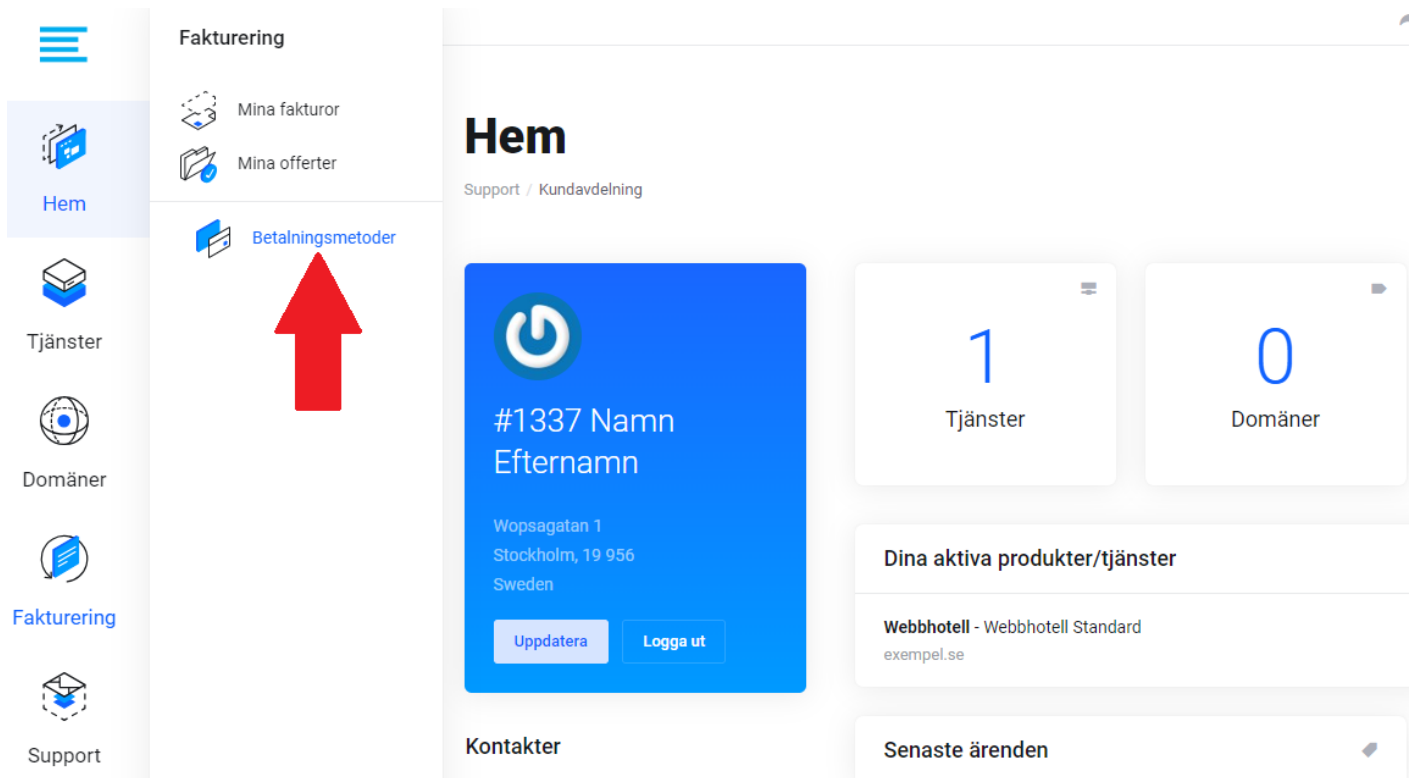 Hem
Tjänster
Domäner
Fakturering
Support
Fakturering
Mina fakturor
Mina offerter
Betalningsmetoder
Hem
Support / Kundavdelning
#1337 Namn
Efternamn
Wopsagatan 1
Stockholm, 19 956
Sweden
Uppdatera
Logga ut
Kontakter
1
Tjänster
0
Domäner
Dina aktiva produkter/tjänster
Webbhotell - Webbhotell Standard
exempel.se
Senaste ärenden